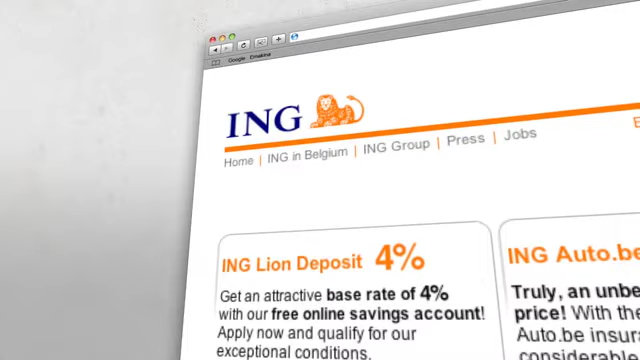 Google Emakina
ING
Home | ING in Belgium | ING Group | Press | Jobs
ING Lion Deposit 4%
Get an attractive base rate of 4%
with our free online savings account!
Apply now and qualify for our
exceptional conditions.
ING Auto.be
Truly, an unbe
price! With the
Auto.be insura
considerable